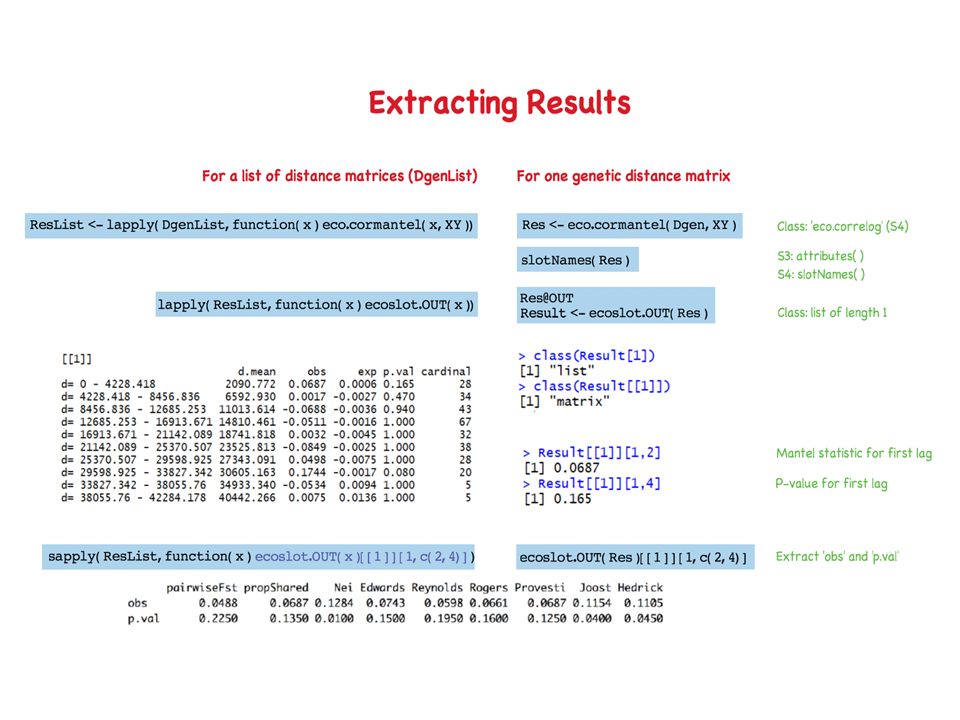 Extracting Results
For a list of distance matrices (DgenList)
For one genetic distance matrix
ResList <- lapply( DgenList, function( x ) eco.cormantel( x, XY ))
Res <- eco.cormantel( Dgen, XY )
Class: 'eco.correlog' (S4)
slotNames( Res )
S3: attributes( )
S4: slotNames( )
lapply( ResList, function( x ) ecoslot.OUT( x ))
Res@OUT
Result <- ecoslot.OUT( Res )
Class: list of length 1
[[1]]
d.mean obs exp p.val cardinal
d= 0 - 4228.418 2090.772 0.0687 0.0006 0.165 28
d= 4228.418 - 8456.836 6592.930 0.0017 -0.0027 0.470 34
d= 8456.836 - 12685.253 11013.614 -0.0688 -0.0036 0.940 43
d= 12685.253 - 16913.671 14810.461 -0.0511 -0.0016 1.000 67
d= 16913.671 - 21142.089 18741.818 0.0032 -0.0045 1.000 32
d= 21142.089 - 25370.507 23525.813 -0.0849 -0.0025 1.000 38
d= 25370.507 - 29598.925 27343.091 0.0498 -0.0075 1.000 28
d= 29598.925 - 33827.342 30605.163 0.1744 -0.0017 0.080 20
d= 33827.342 - 38055.76 34933.340 -0.0534 0.0094 1.000 5
d= 38055.76 - 42284.178 40442.266 0.0075 0.0136 1.000 5
> class(Result[1])
[1] "list"
> class(Result[[1]])
[1] "matrix"
> Result[[1]][1,2]
[1] 0.0687
> Result[[1]][1,4]
[1] 0.165
Mantel statistic for first lag
P-value for first lag
sapply( ResList, function( x ) ecoslot.OUT( x )[ [ 1 ] ] [ 1, c( 2, 4) ] )
ecoslot.OUT( Res )[ [ 1 ] ] [ 1, c( 2, 4) ]
Extract 'obs' and 'p.val'
pairwiseFst propShared Nei Edwards Reynolds Rogers Provesti Joost Hedrick
obs 0.0488 0.0687 0.1284 0.0743 0.0598 0.0661 0.0687 0.1154 0.1105
p.val 0.2250 0.1350 0.0100 0.1500 0.1950 0.1600 0.1250 0.0400 0.0450